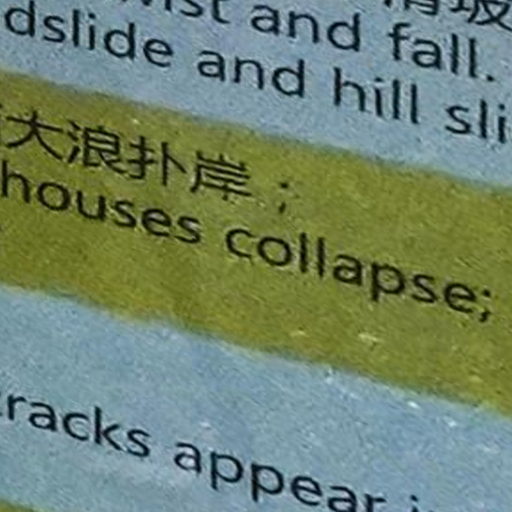 and fall.
dslide and hill sli
大浪扑岸；
houses collapse;
racks appear